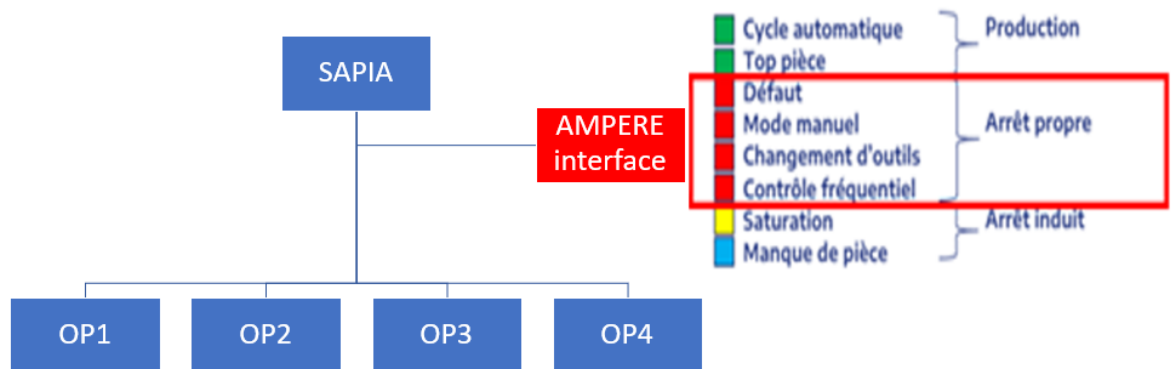 SAPIA
AMPERE
interface
OP1
OP2
OP3
OP4
Cycle automatique
Production
Top pièce
Défaut
Mode manuel
Arrêt propre
Changement d'outils
Contrôle fréquentiel
Saturation
Arrêt induit
Manque de pièce